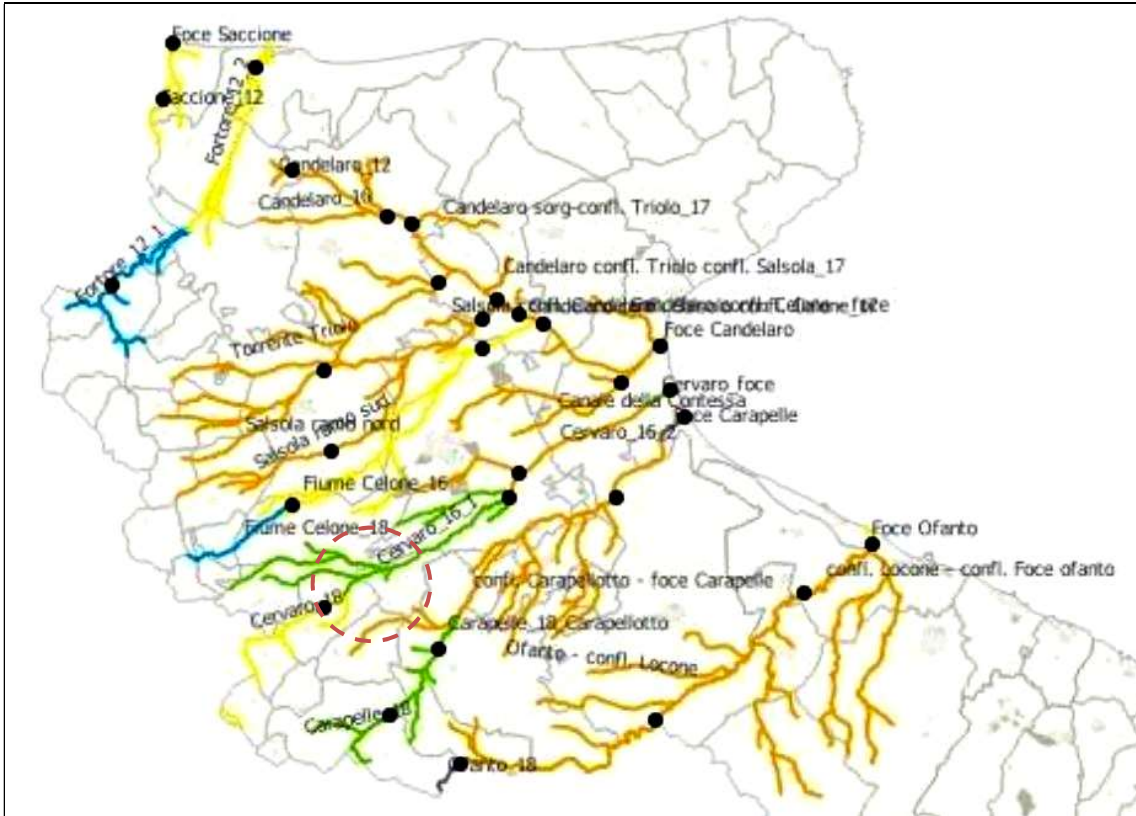 Foce Saccione
Saccione_12
Fortore_12_2
Candelaro_12
Candelaro_16
Candelaro sorg-confl. Triolo_17
Fortore_12_1
Candelaro confl. Triolo confl. Salsola_17
Foce Candelaro
Torrente Triolo
Cervaro foce
Canale della Contessa
Foce Carapelle
Salsola ramo nord
Salsola ramo sud
Cervaro_16_2
Fiume Celone_16
Fiume Celone_18
Cervaro_16_1
Foce Ofanto
confl. Carapellotto - foce Carapelle
confl. Locone - confl. Foce ofanto
Cervaro_18
Carapelle_18_Carapellotto
Ofanto - confl. Locone
Carapelle_18
Ofanto_18